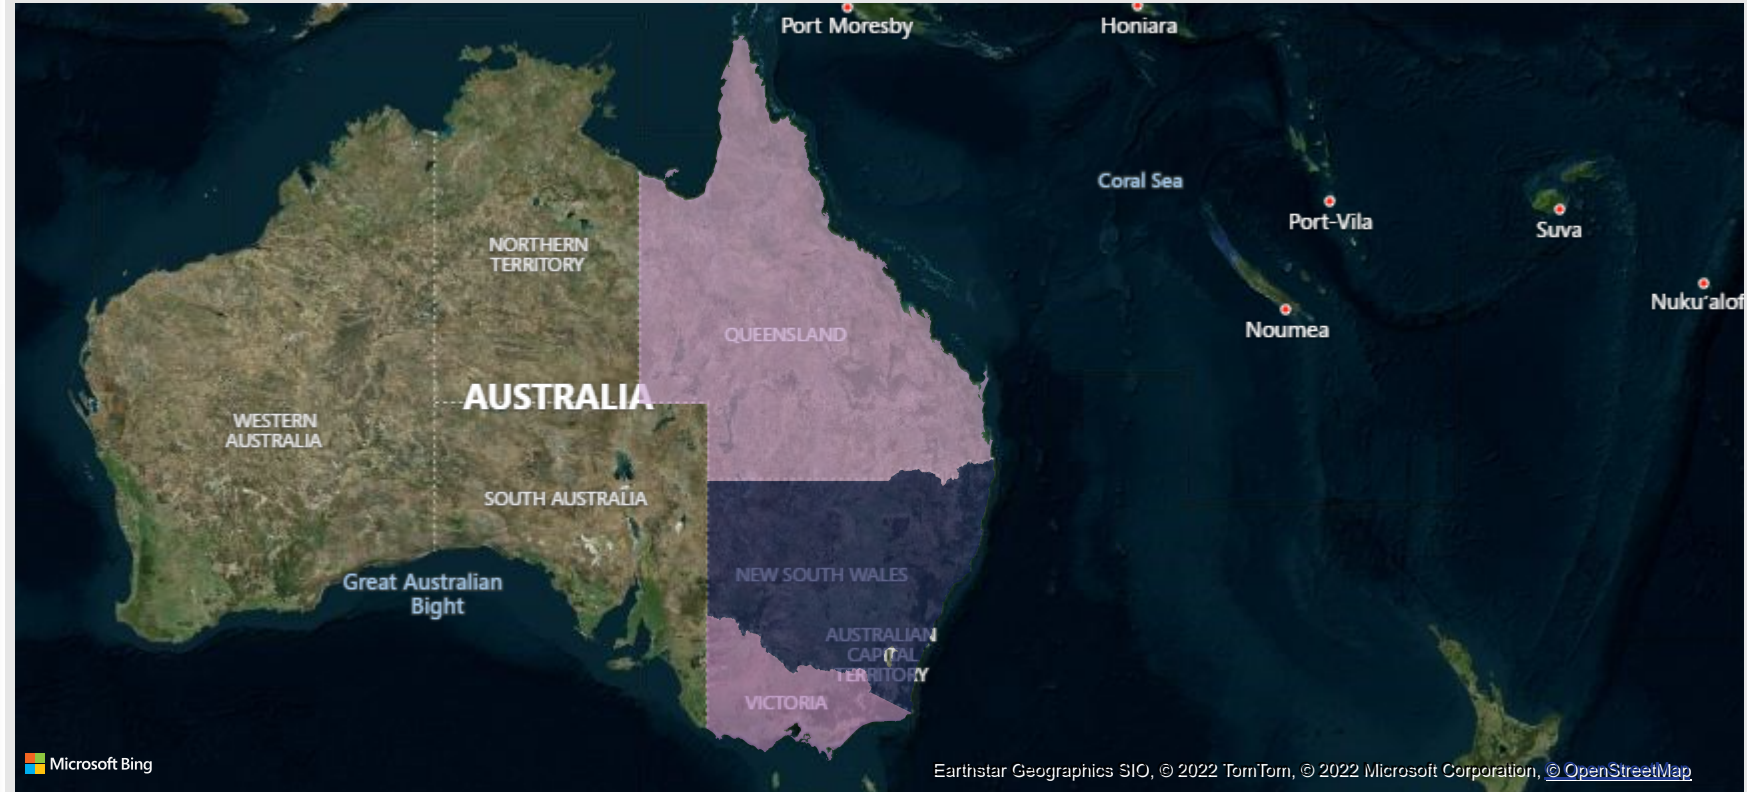 Port Moresby
Honiara
Coral Sea
Port-Vila
Suva
NORTHERN
TERRITORY
Nuku'alof
Noumea
QUEENSLAND
AUSTRALIA
WESTERN
AUSTRALIA
SOUTH AUSTRALIA
Great Australian
Bight
NEW SOUTH WALES
AUSTRALIAN
CAPITAL
TERRITORY
VICTORIA
Microsoft Bing
Earthstar Geographics SIO, © 2022 TomTom, © 2022 Microsoft Corporation, © OpenStreetMap